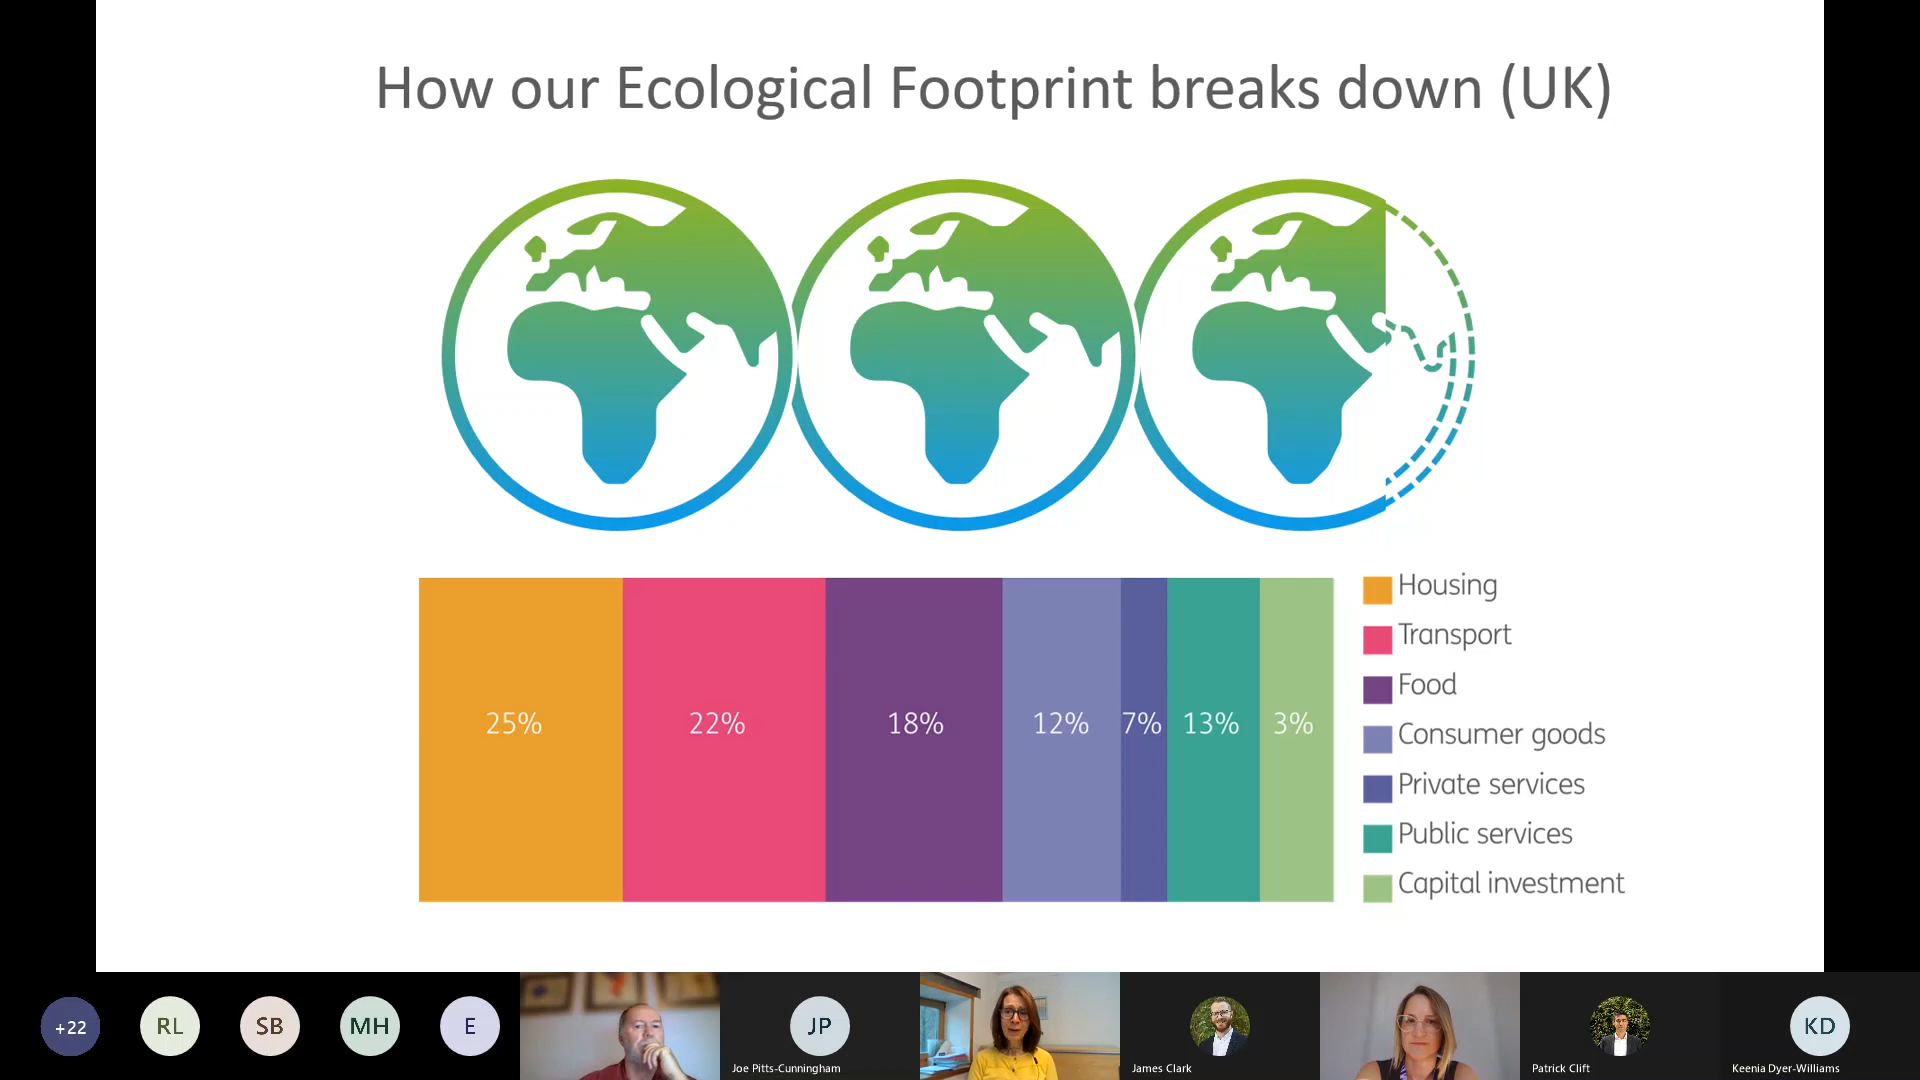 How our Ecological Footprint breaks down (UK)
25%
22%
18%
12%
7%
13%
3%
Housing
Transport
Food
Consumer goods
Private services
Public services
Capital investment
+22
RL
SB
MH
E
JP
Joe Pitts-Cunningham
James Clark
Patrick Clift
KD
Keenia Dyer-Williams